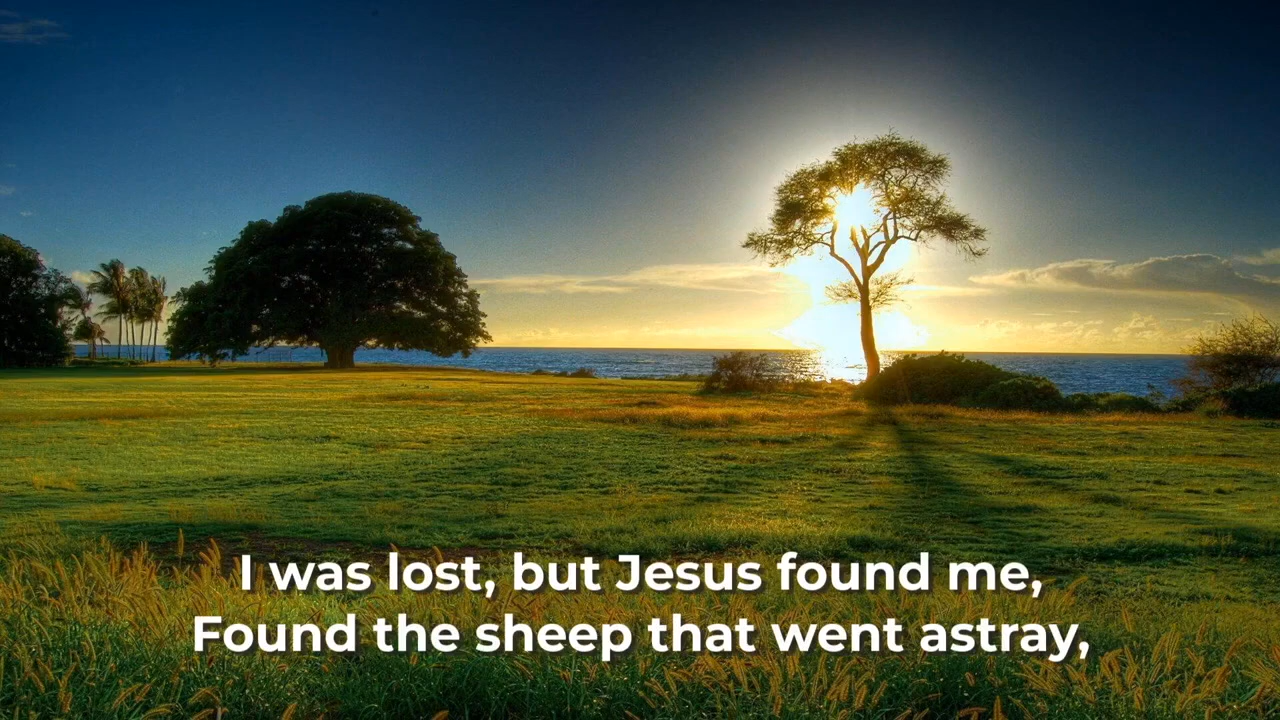 I was lost, but Jesus found me,
Found the sheep that went astray,